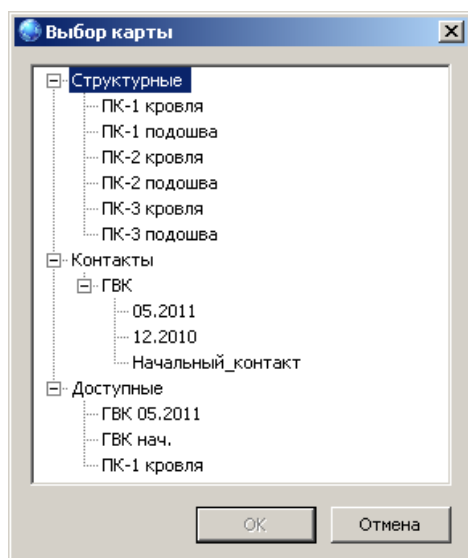 Выбор карты
Структурные
ПК-1 кровля
ПК-1 подошва
ПК-2 кровля
ПК-2 подошва
ПК-3 кровля
ПК-3 подошва
Контакты
ГВК
05.2011
12.2010
Начальный_контакт
Доступные
ГВК 05.2011
ГВК нач.
ПК-1 кровля
ОК Отмена